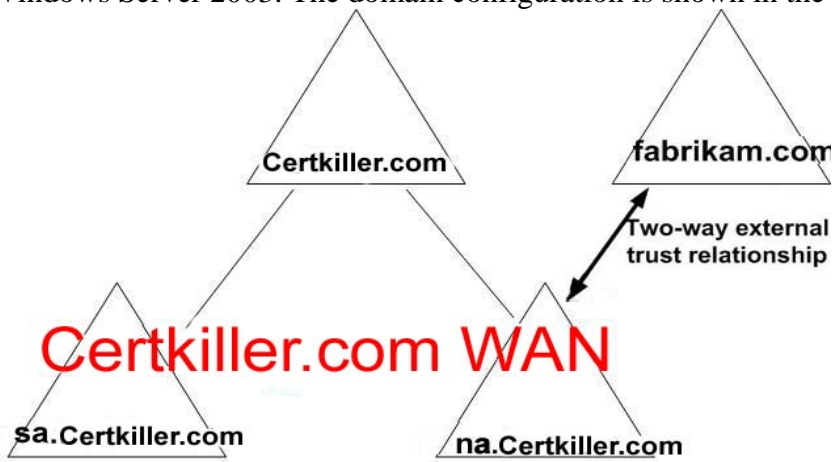 Windows Server 2003. The domain configuration is shown in the
Certkiller.com
fabrikam.com
Two-way external
trust relationship
Certkiller.com WAN
sa.Certkiller.com
na.Certkiller.com